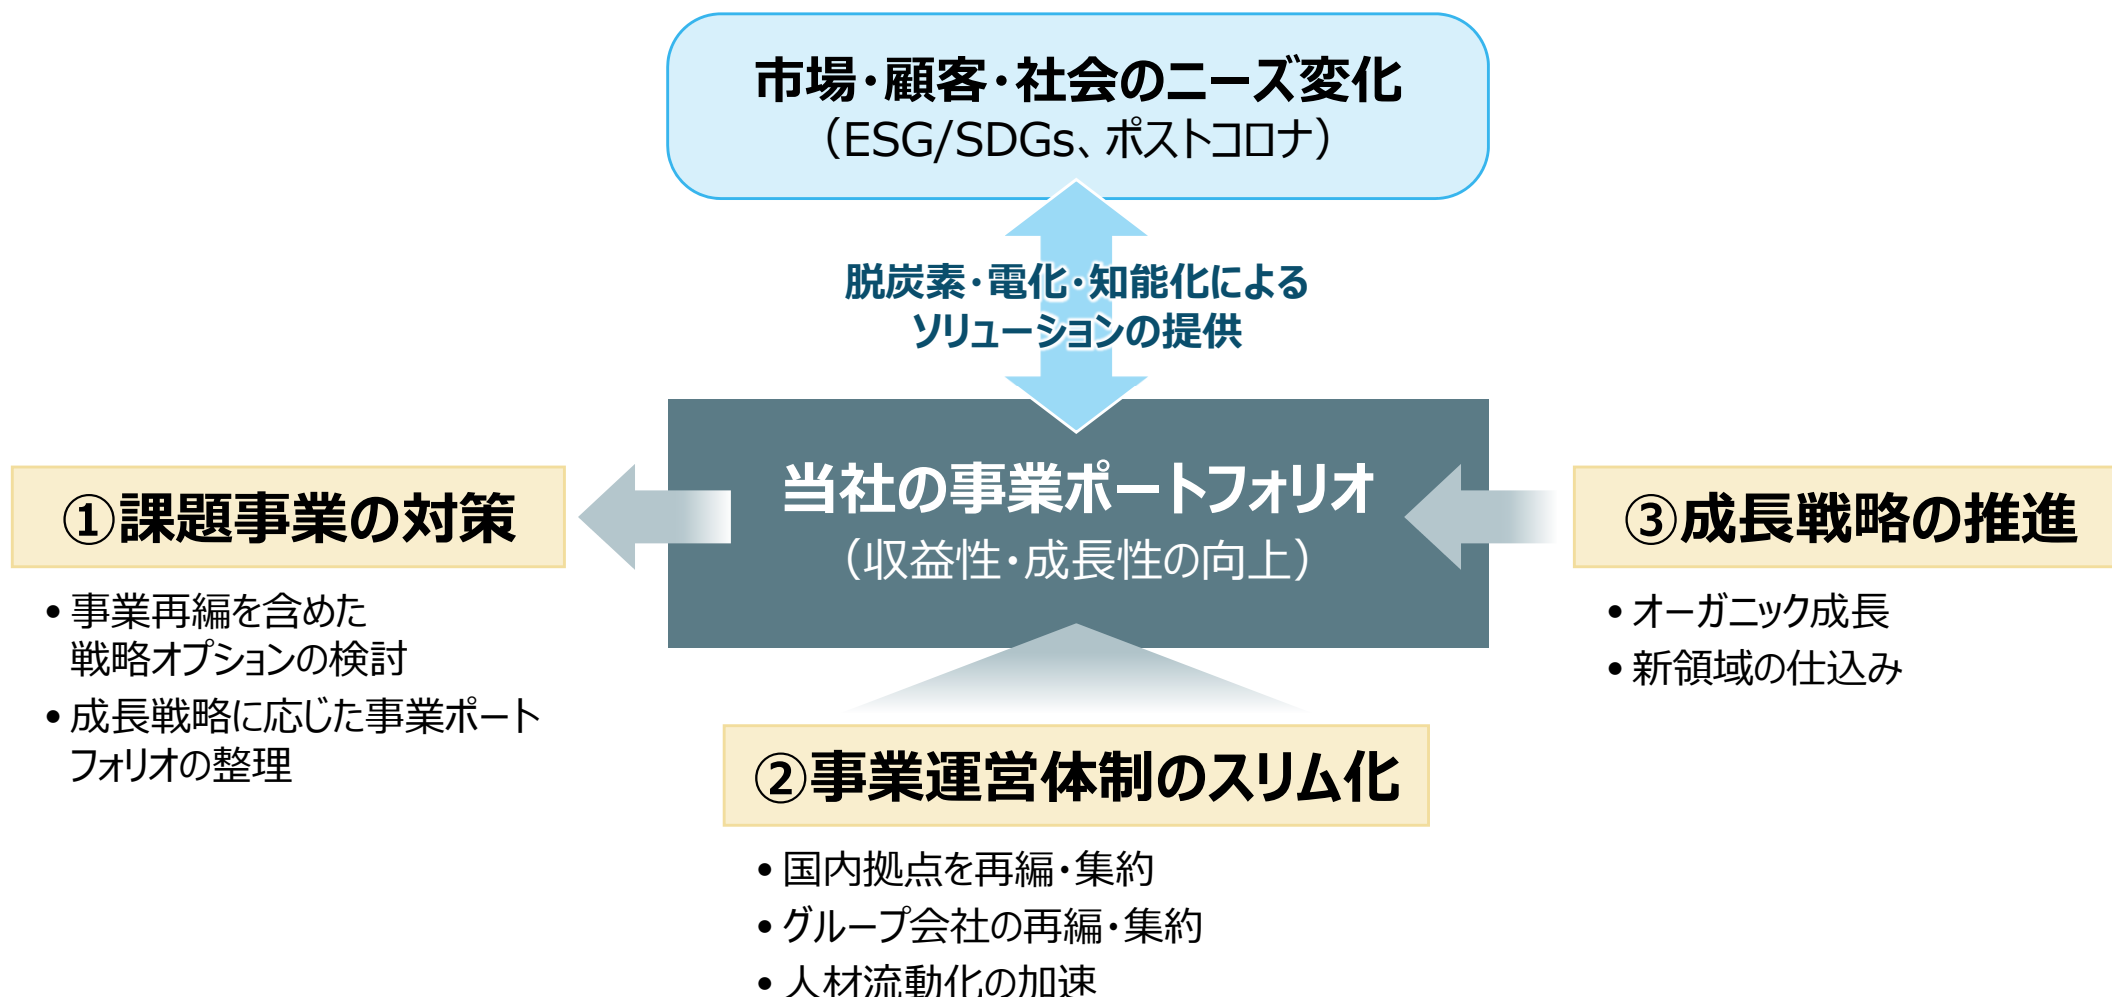 市場・顧客・社会のニーズ変化
（ESG/SDGs、ポストコロナ）
脱炭素・電化・知能化による
ソリューションの提供
当社の事業ポートフォリオ
（収益性・成長性の向上）
①課題事業の対策
•事業再編を含めた
戦略オプションの検討
•成長戦略に応じた事業ポート
フォリオの整理
②事業運営体制のスリム化
•国内拠点を再編・集約
•グループ会社の再編・集約
•人材流動化の加速
③成長戦略の推進
•オーガニック成長
•新領域の仕込み